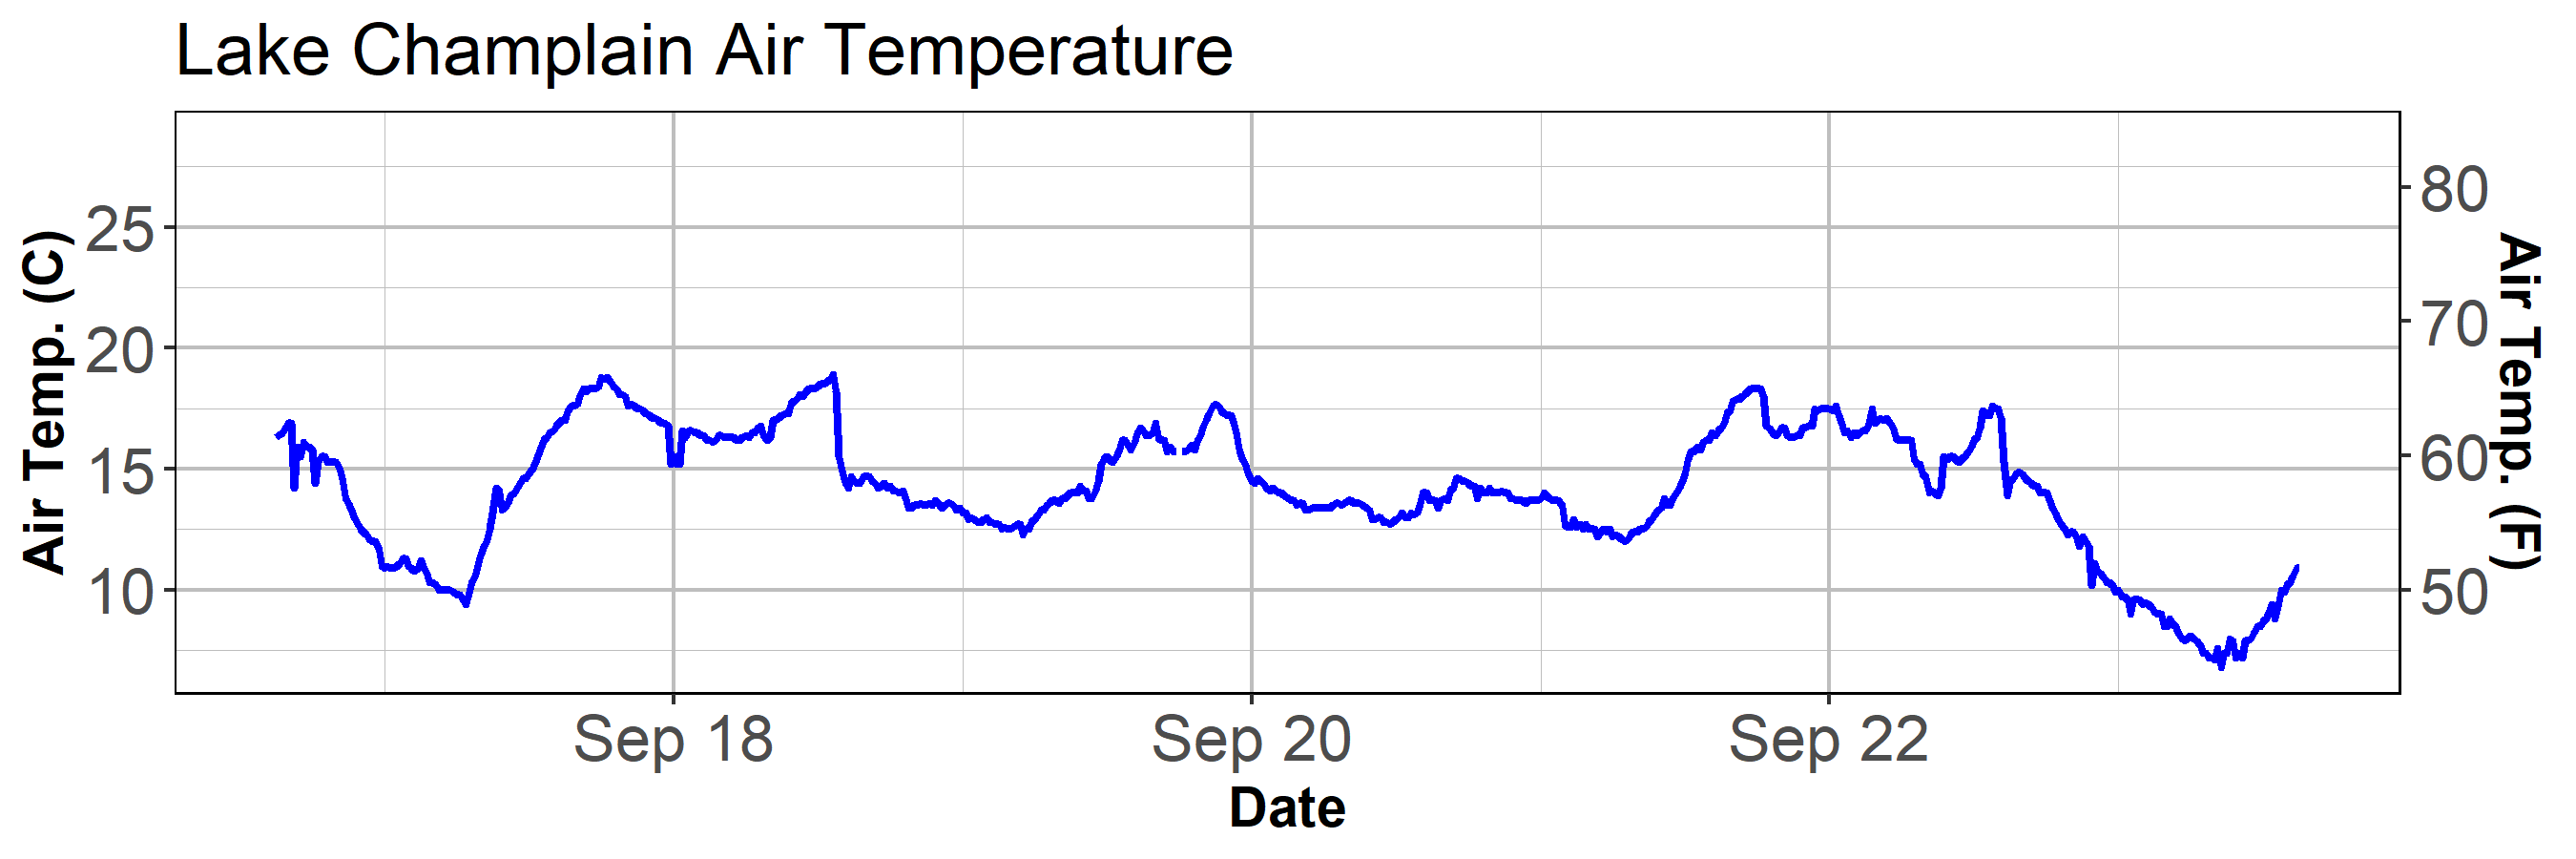 Lake Champlain Air Temperature
Air Temp. (C)
25
20
15
10
80
70
60
50
Air Temp. (F)
Sep 18
Sep 20
Sep 22
Date